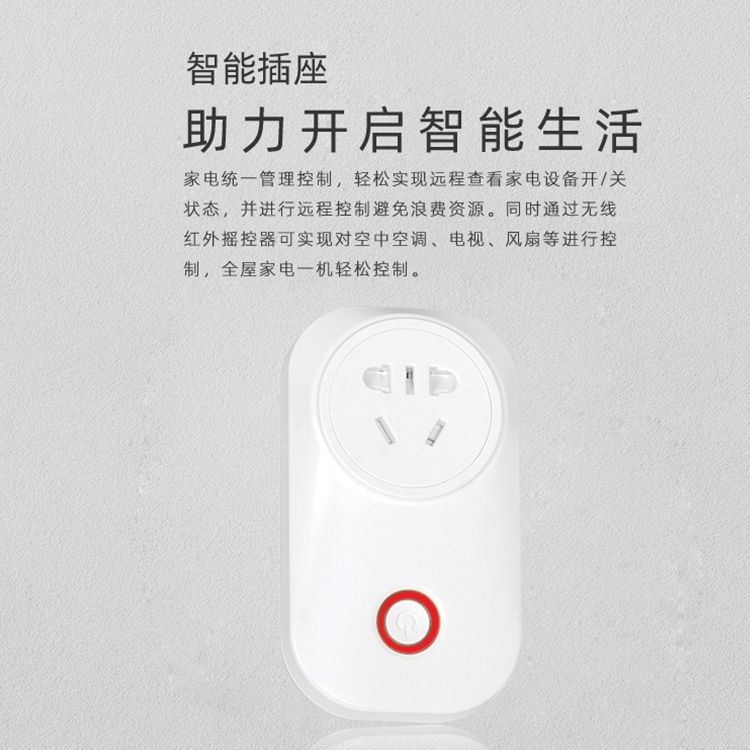 智能插座
助力开启智能生活
家电统一管理控制，轻松实现远程查看家电设备开/关
状态，并进行远程控制避免浪费资源。同时通过无线
红外摇控器可实现对空中空调、电视、风扇等进行控
制，全屋家电一机轻松控制。